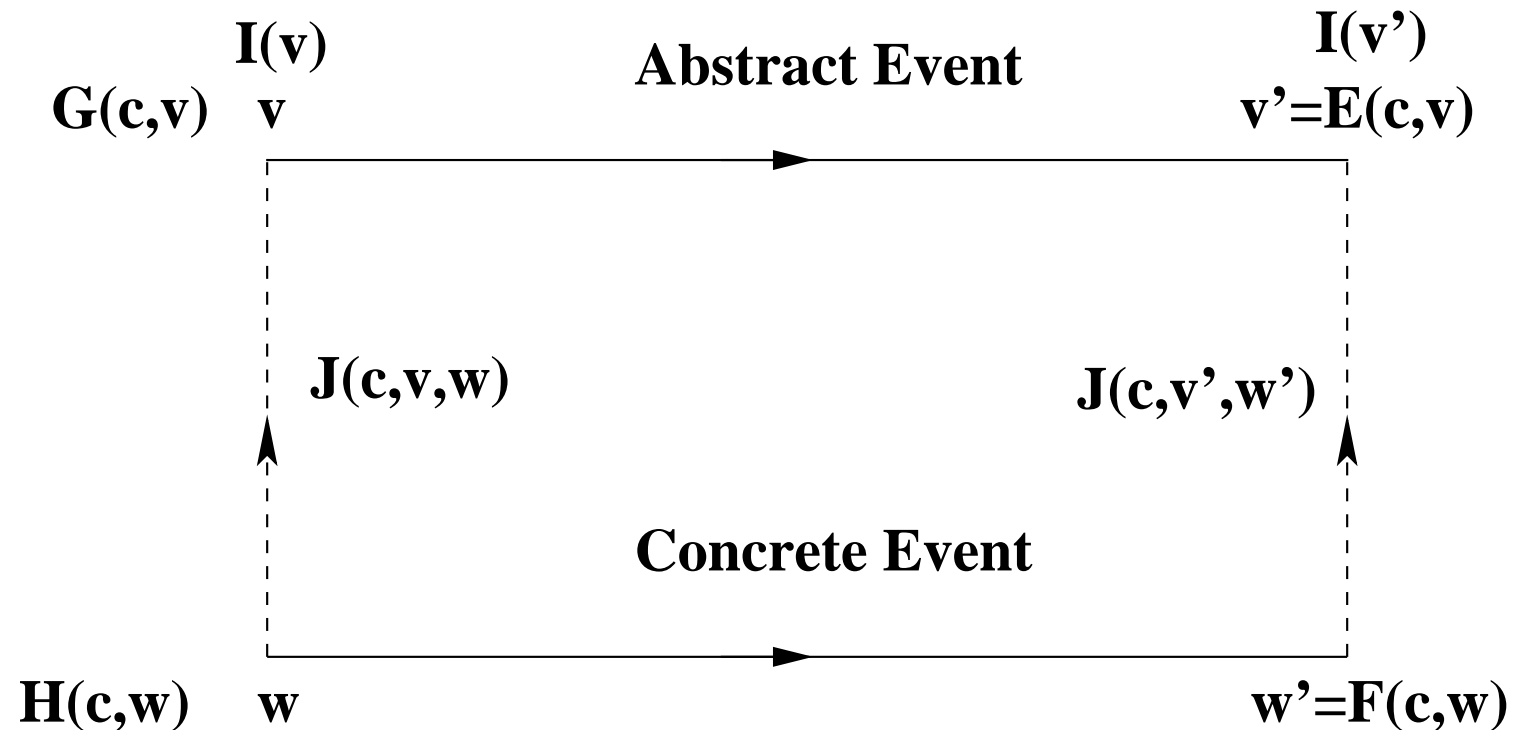 I(v)
Abstract Event
I(v’)
G(c,v) v
v’=E(c,v)
J(c,v,w)
J(c,v’,w’)
Concrete Event
H(c,w) w
w’=F(c,w)